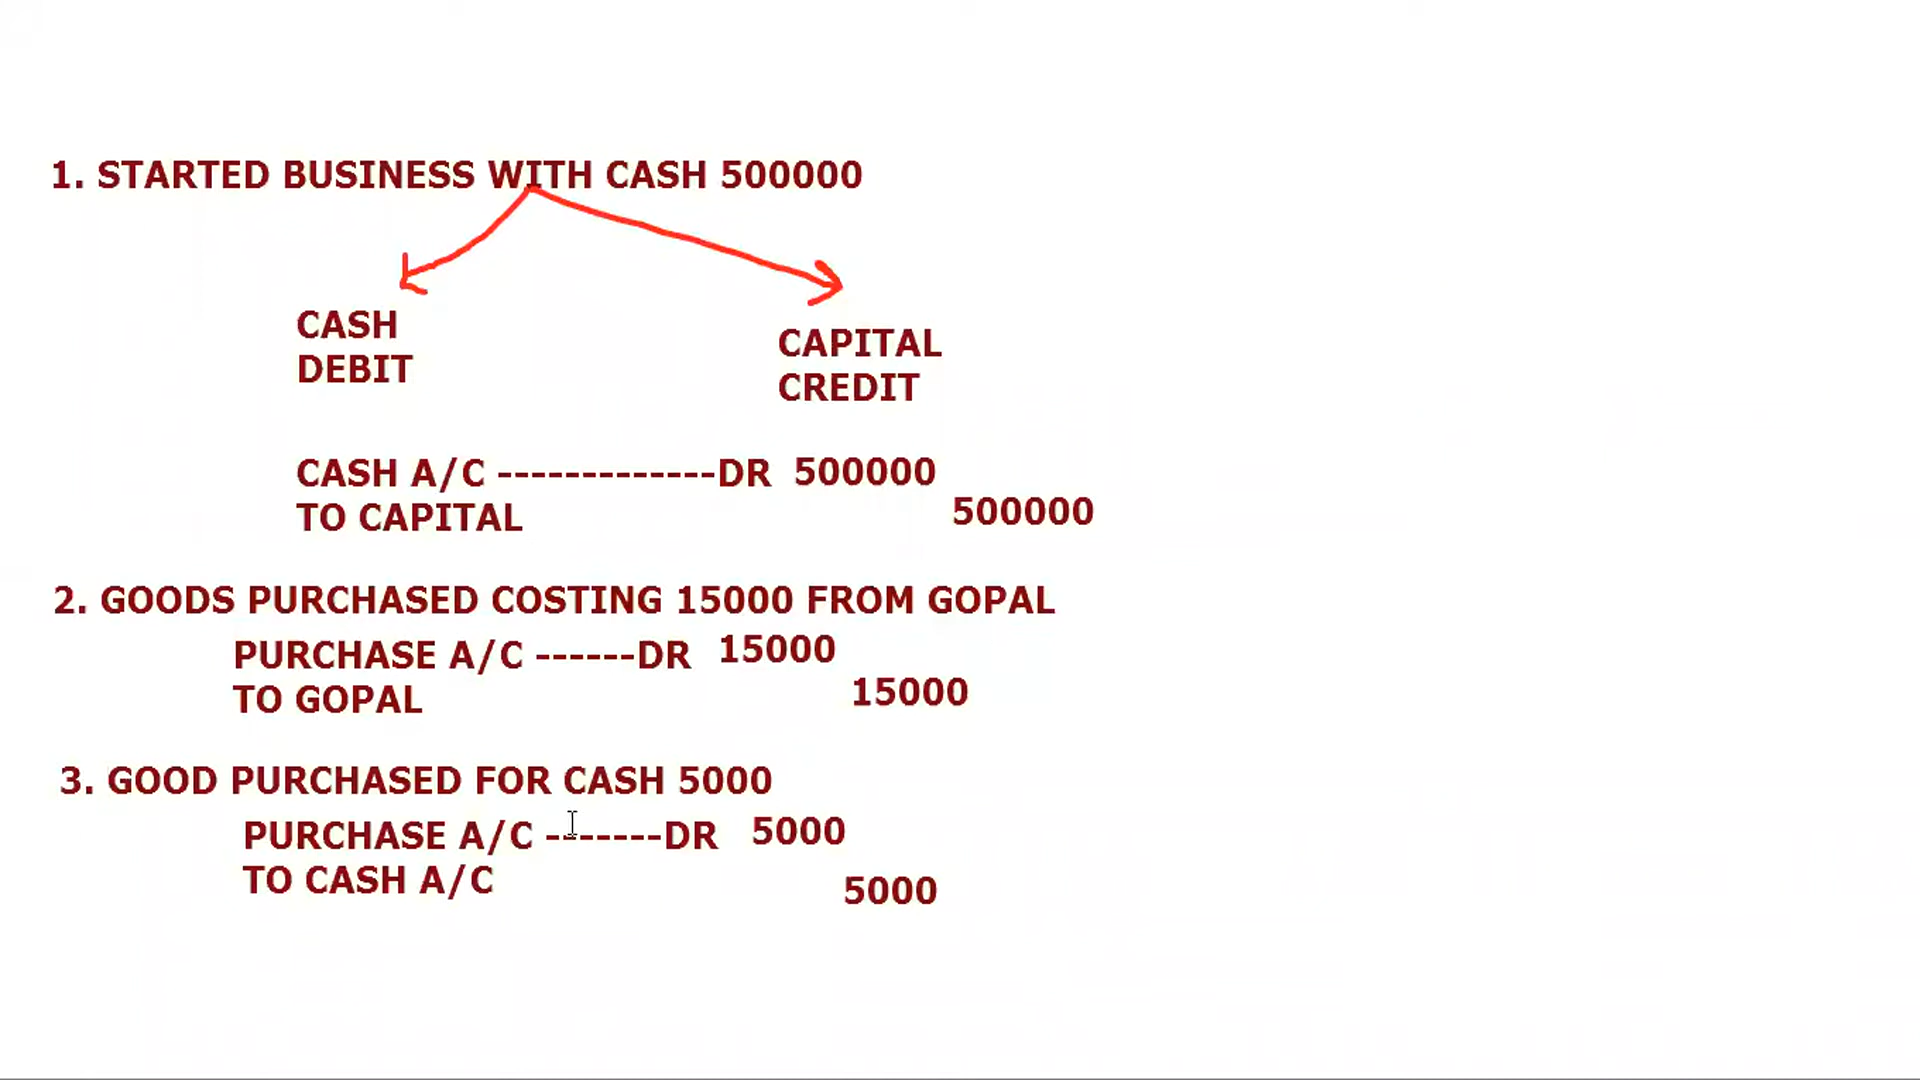 1. STARTED BUSINESS WITH CASH 500000
CASH
DEBIT
CAPITAL
CREDIT
CASH A/C -------------DR 500000
TO CAPITAL 500000
2. GOODS PURCHASED COSTING 15000 FROM GOPAL
PURCHASE A/C ------DR 15000
TO GOPAL 15000
3. GOOD PURCHASED FOR CASH 5000
PURCHASE A/C -------DR 5000
TO CASH A/C 5000